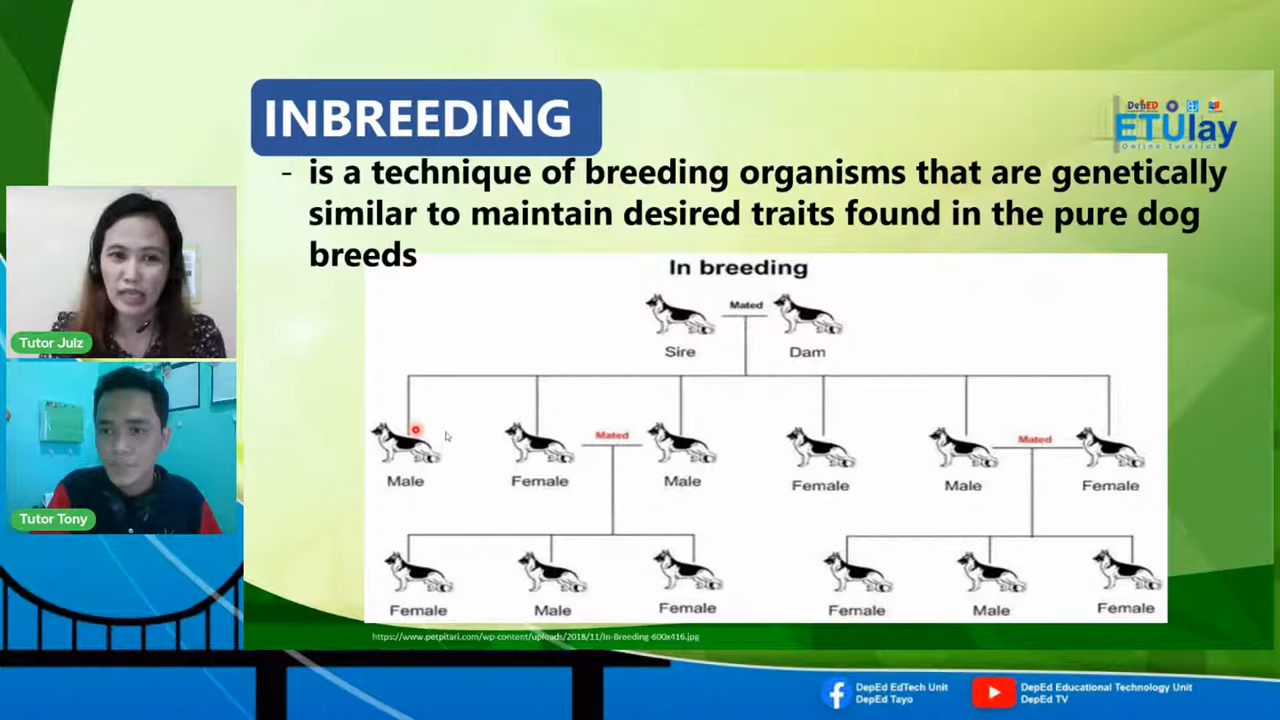 INBREEDING
DepED
ETUlay
Online Tutorial
- is a technique of breeding organisms that are genetically
similar to maintain desired traits found in the pure dog
breeds
In breeding
Mated
Sire Dam
Mated Mated
Male Female Male Female Male Female
Female Male Female Female Male Female
https://www.petpitari.com/wp-content/uploads/2018/11/In-Breeding-600x416.jpg
Tutor Julz
Tutor Tony
DepEd EdTech Unit
DepEd Tayo
DepEd Educational Technology Unit
DepEd TV